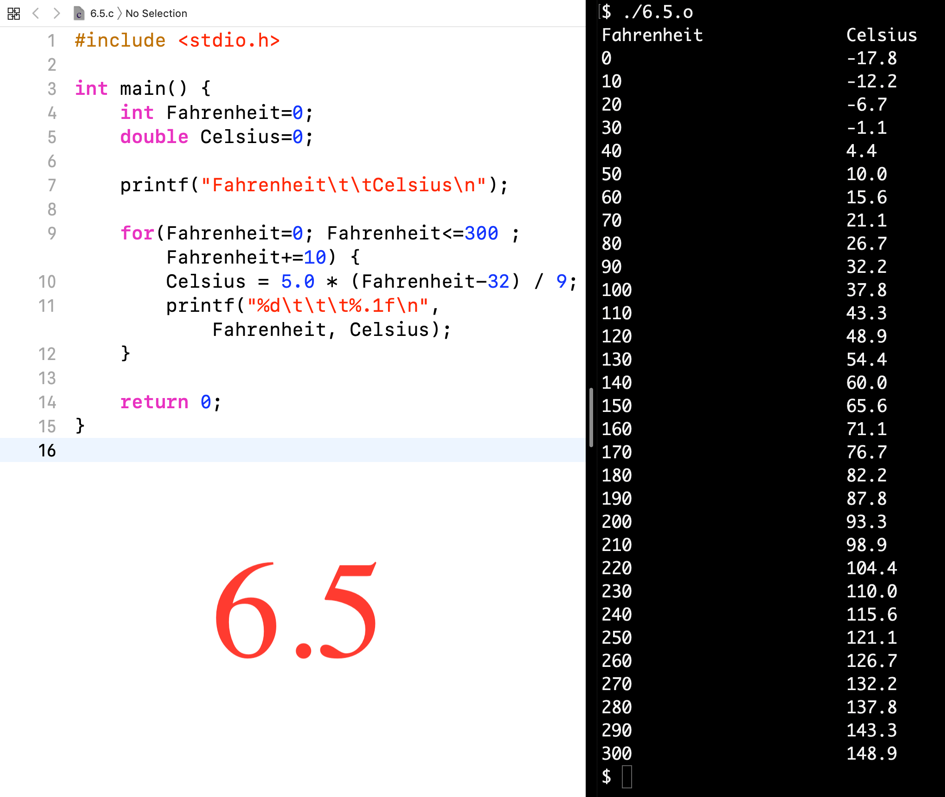 6.5.c 〉No Selection
1 #include <stdio.h>
2
3 int main() {
4 int Fahrenheit=0;
5 double Celsius=0;
6
7 printf("Fahrenheit\t\tCelsius\n");
8
9 for(Fahrenheit=0; Fahrenheit<=300 ;
Fahrenheit+=10) {
10 Celsius = 5.0 * (Fahrenheit-32) / 9;
11 printf("%d\t\t\t%.1f\n",
Fahrenheit, Celsius);
12 }
13
14 return 0;
15 }
16
6.5
$ ./6.5.o
Fahrenheit Celsius
0 -17.8
10 -12.2
20 -6.7
30 -1.1
40 4.4
50 10.0
60 15.6
70 21.1
80 26.7
90 32.2
100 37.8
110 43.3
120 48.9
130 54.4
140 60.0
150 65.6
160 71.1
170 76.7
180 82.2
190 87.8
200 93.3
210 98.9
220 104.4
230 110.0
240 115.6
250 121.1
260 126.7
270 132.2
280 137.8
290 143.3
300 148.9
$